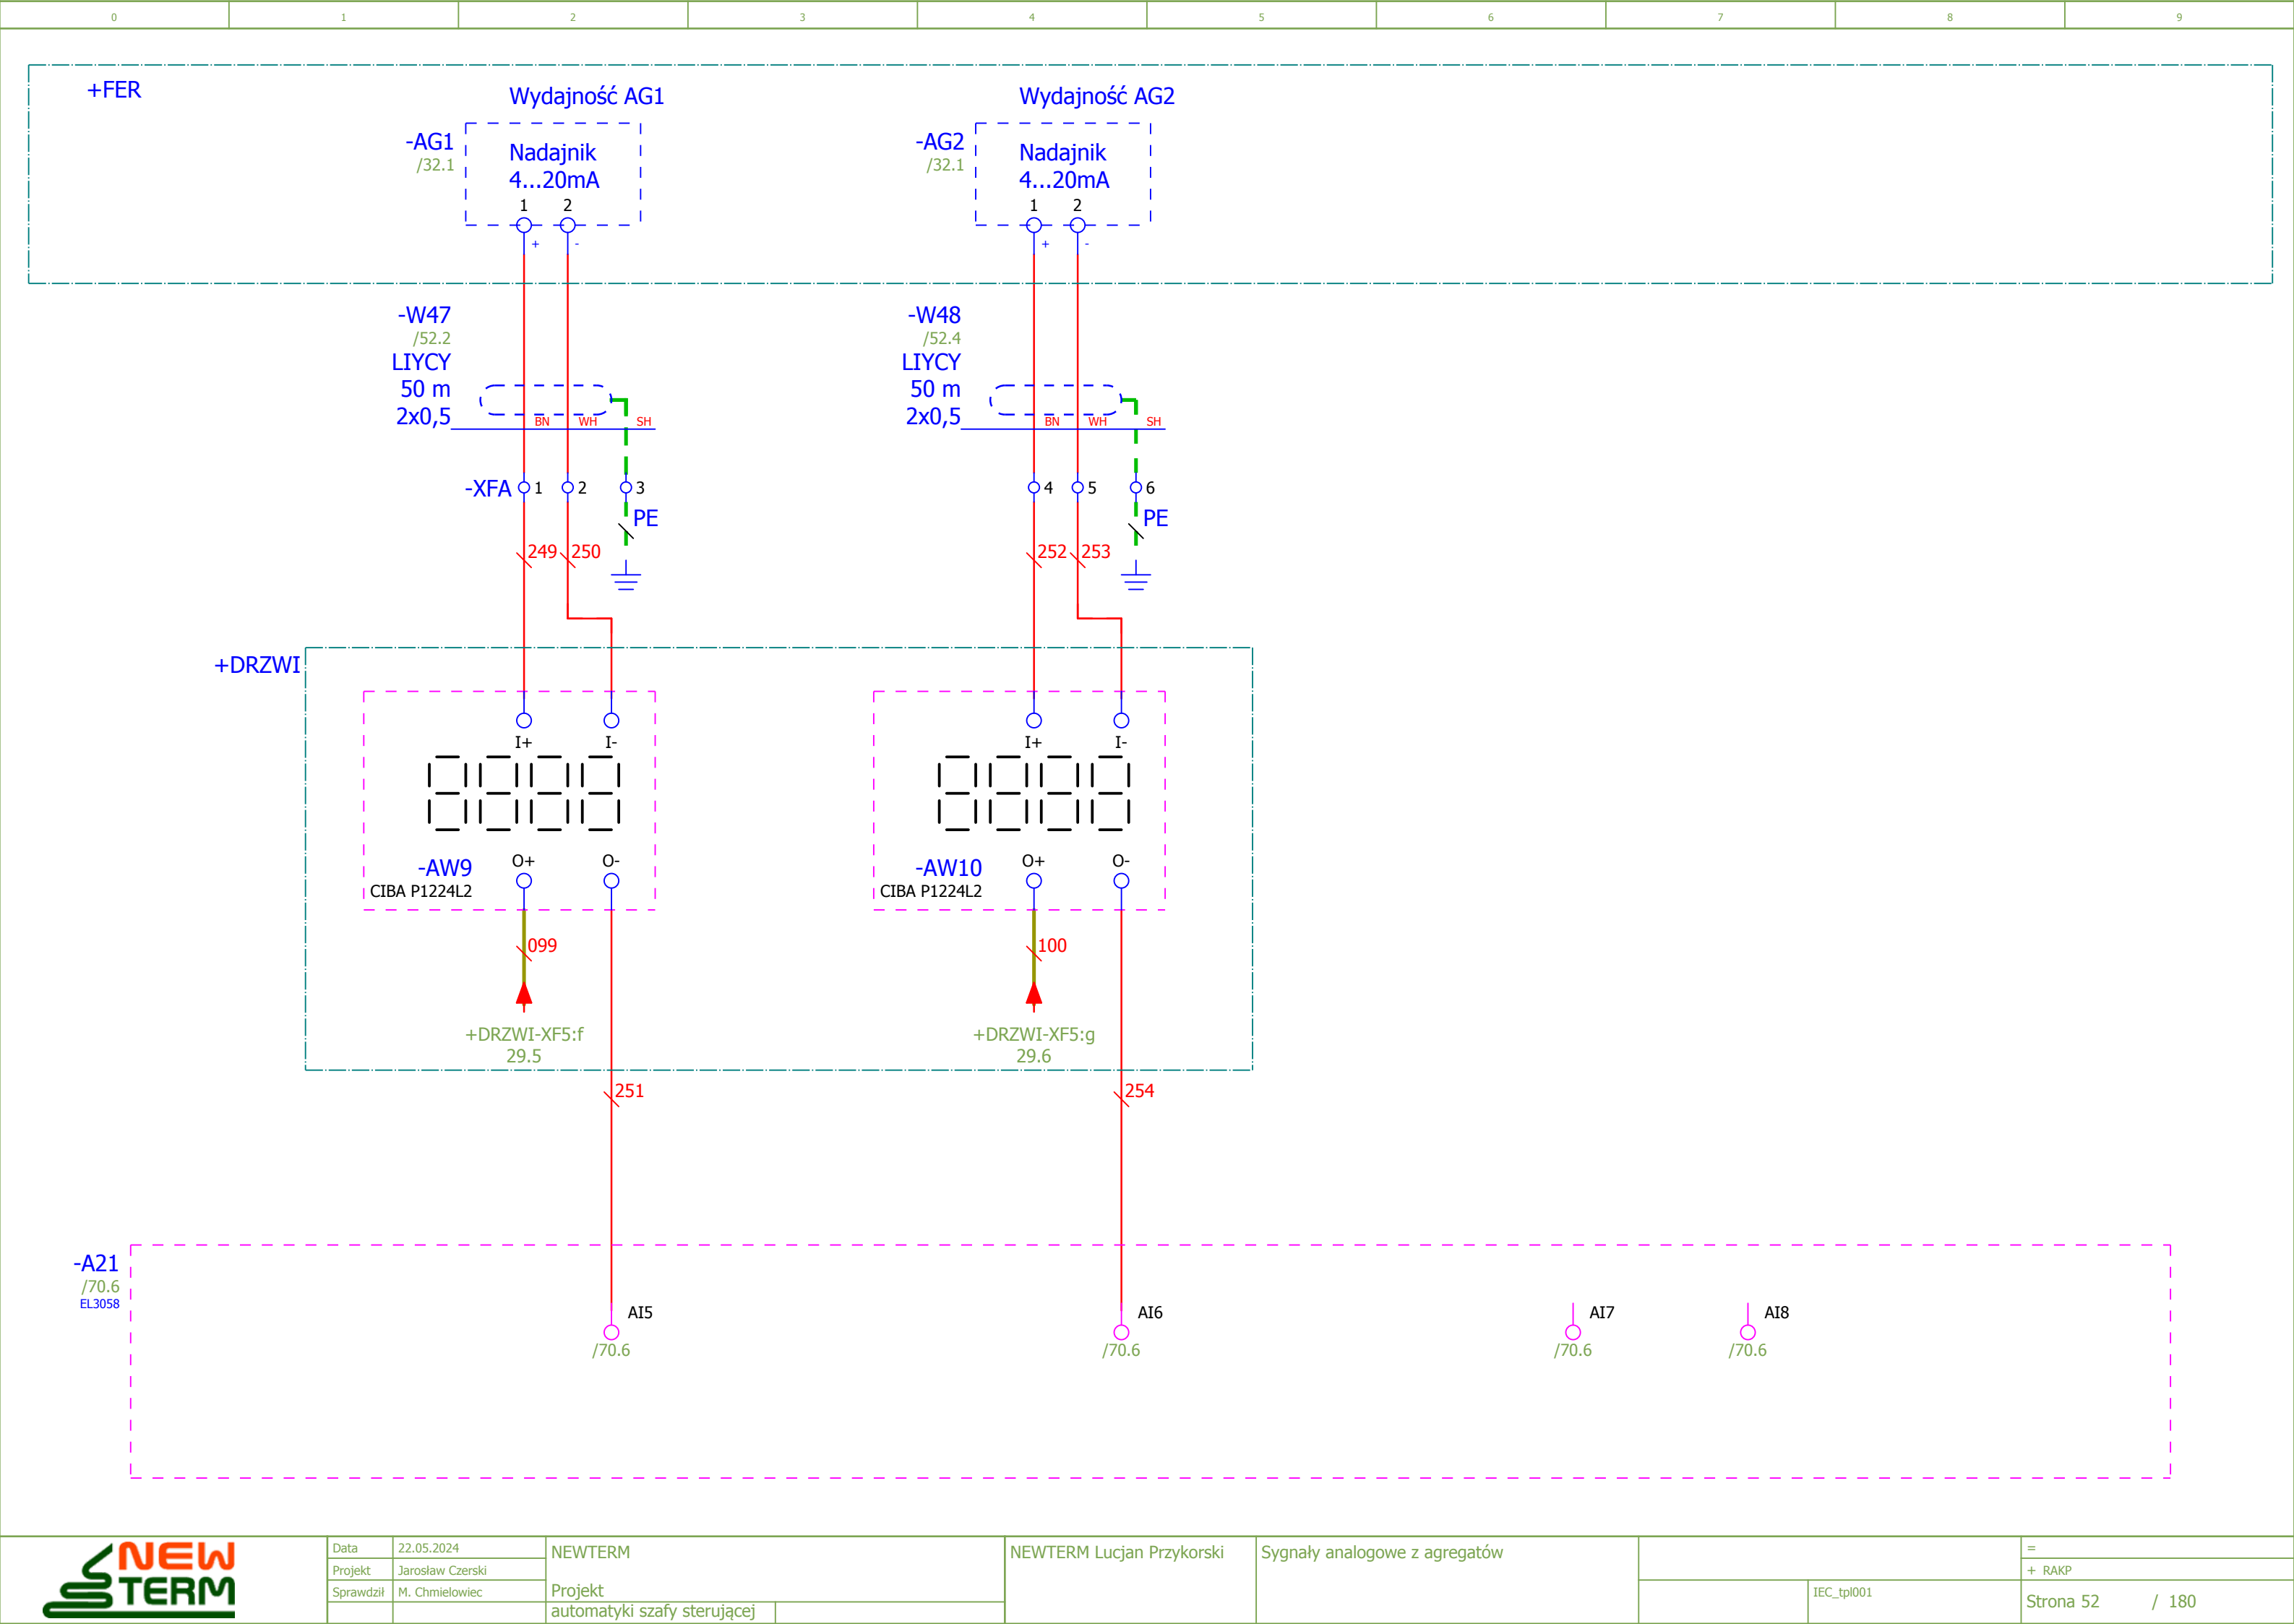 0 1 2 3 4 5 6 7 8 9
+FER
Wydajność AG1
Wydajność AG2
-AG1
/32.1
Nadajnik
4...20mA
1 2
+ -
-AG2
/32.1
Nadajnik
4...20mA
1 2
+ -
-W47
/52.2
LIYCY
50 m
2x0,5
BN WH SH
-W48
/52.4
LIYCY
50 m
2x0,5
BN WH SH
-XFA 1 2 3 4 5 6
PE PE
249 250 252 253
+DRZWI
I+ I- I+ I-
O+ O- O+ O-
-AW9
CIBA P1224L2
-AW10
CIBA P1224L2
099 100
+DRZWI-XF5:f
29.5
+DRZWI-XF5:g
29.6
251 254
-A21
/70.6
EL3058
AI5 AI6 AI7 AI8
/70.6 /70.6 /70.6 /70.6
NEW
TERM
Data 22.05.2024
Projekt Jarosław Czerski
Sprawdził M. Chmielowiec
NEWTERM
Projekt
automatyki szafy sterującej
NEWTERM Lucjan Przykorski
Sygnały analogowe z agregatów
IEC_tpl001
=
+ RAKP
Strona 52 / 180